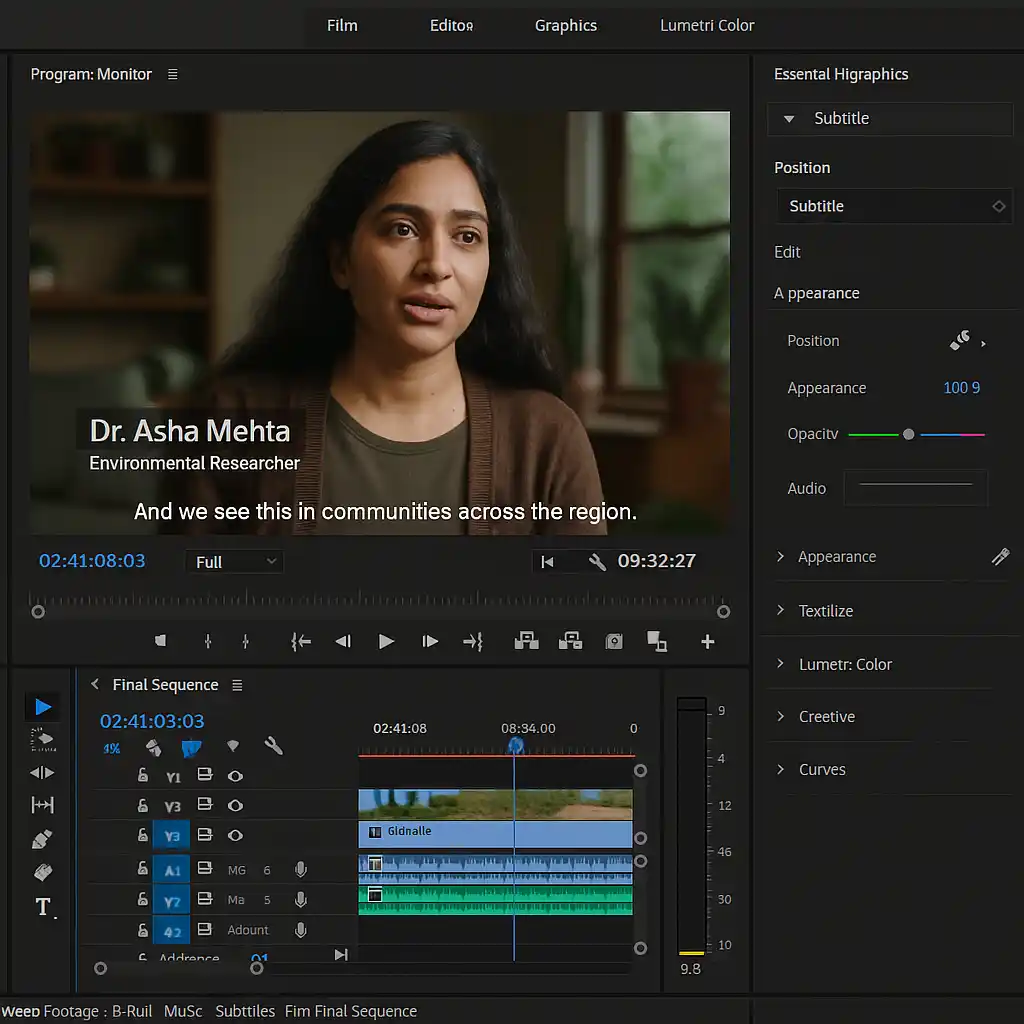 Film Editoя Graphics Lumetri Color
Program: Monitor
Essential Higraphics
Subtitle
Position
Subtitle
Edit
A ppearance
Position
Appearance 100 9
Opacitv
Audio
Appearance
Textilize
Lumetr: Color
Creetive
Curves
Dr. Asha Mehta
Environmental Researcher
And we see this in communities across the region.
02:41:08:03 Full 09:32:27
Final Sequence
02:41:03:03
02:41:08 08:34.00 0
Y1
Y3
Y3
Gldnalle
A1 MG 6
Y7 Ma 5
42 Adount
Addrence 01
T
9
4
12
46
30
10
9.8
Weeo Footage : B-Ruil MuSc Subttiles Fim Final Sequence